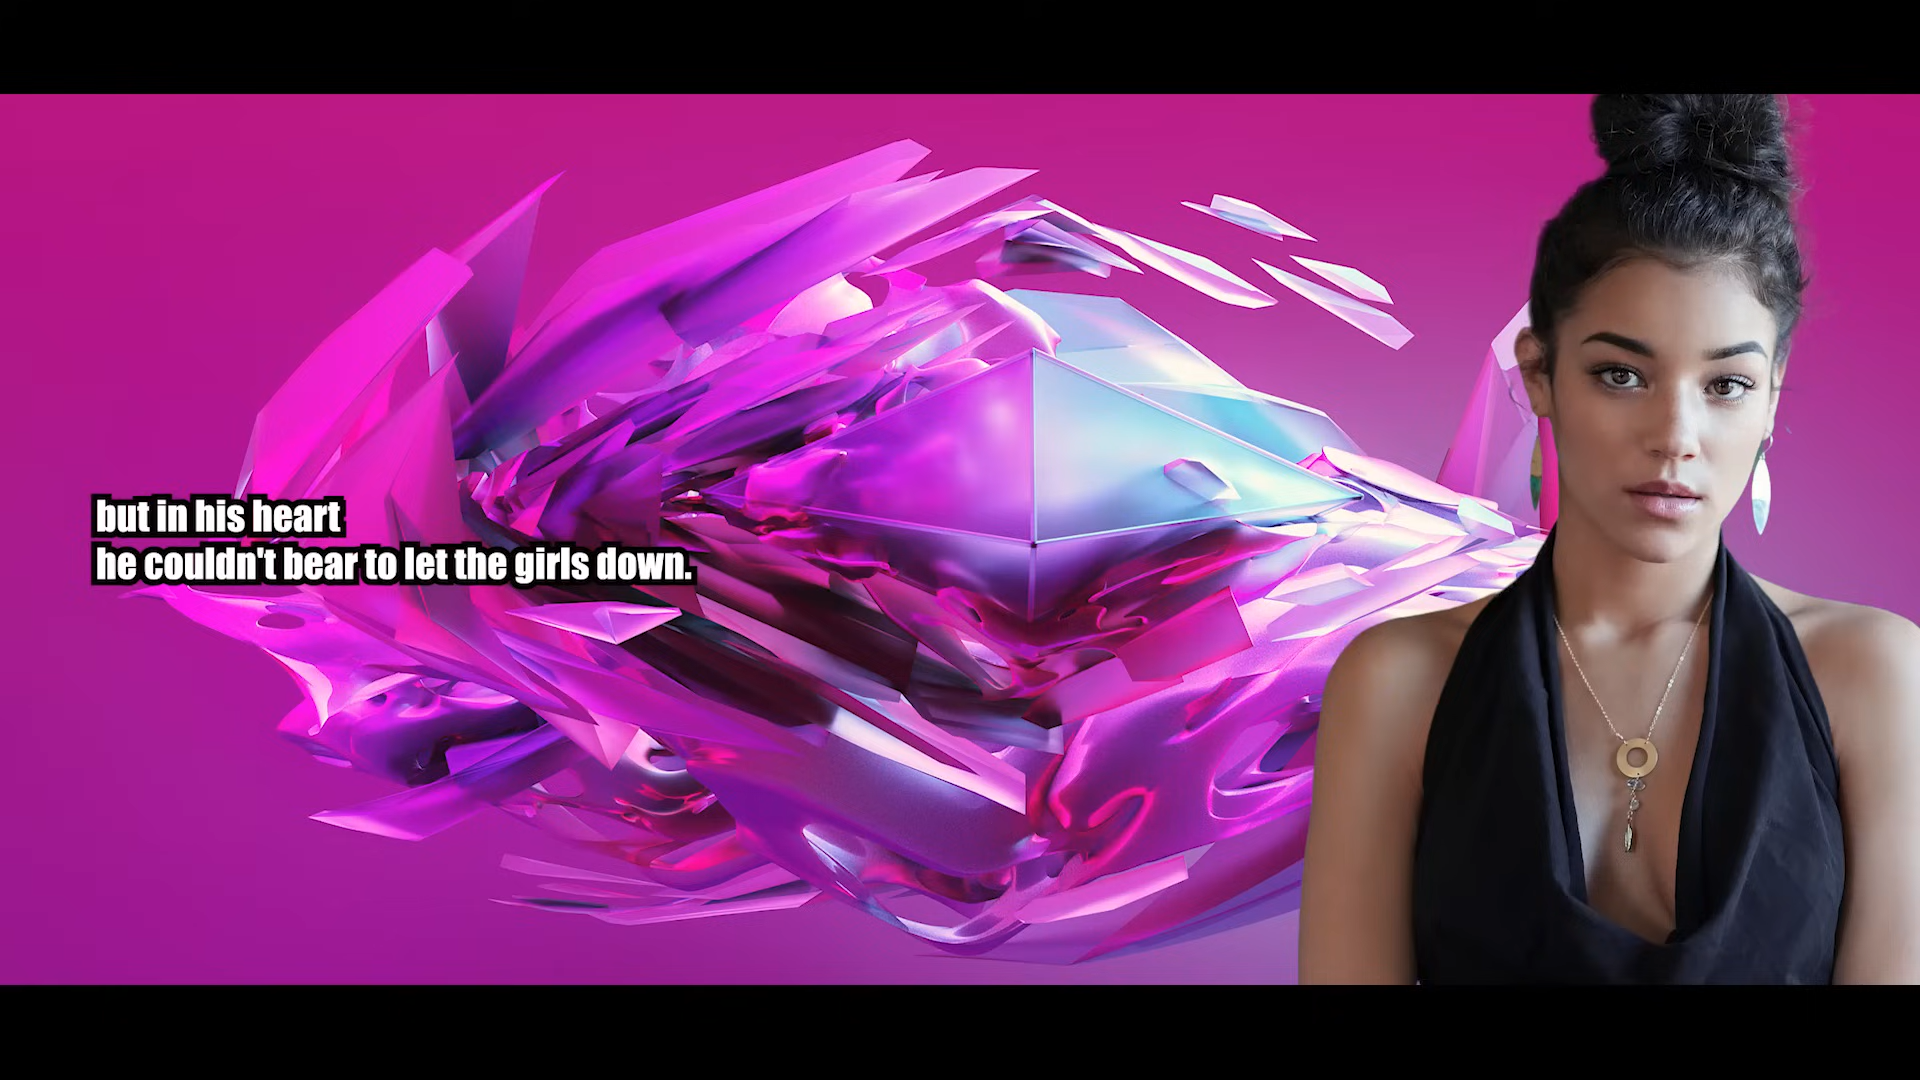 but in his heart
he couldn't bear to let the girls down.